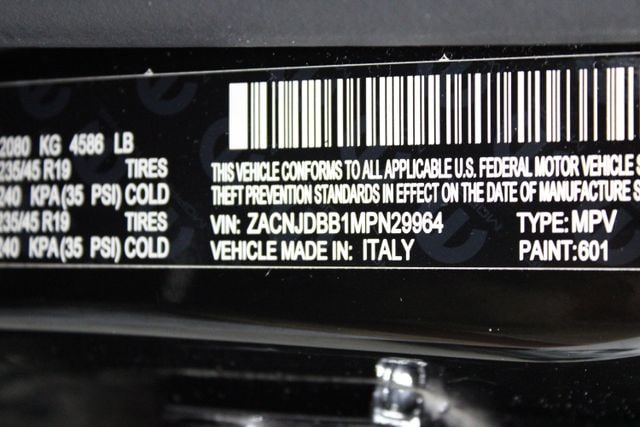 2080 KG 4586 LB
235/45 R19 TIRES
240 KPA(35 PSI) COLD
235/45 R19 TIRES
240 KPA(35 PSI) COLD
THIS VEHICLE CONFORMS TO ALL APPLICABLE U.S. FEDERAL MOTOR VEHICLE S
THEFT PREVENTION STANDARDS IN EFFECT ON THE DATE OF MANUFACTURE S
VIN: ZACNJDBB1MPN29964 TYPE: MPV
VEHICLE MADE IN: ITALY PAINT: 601